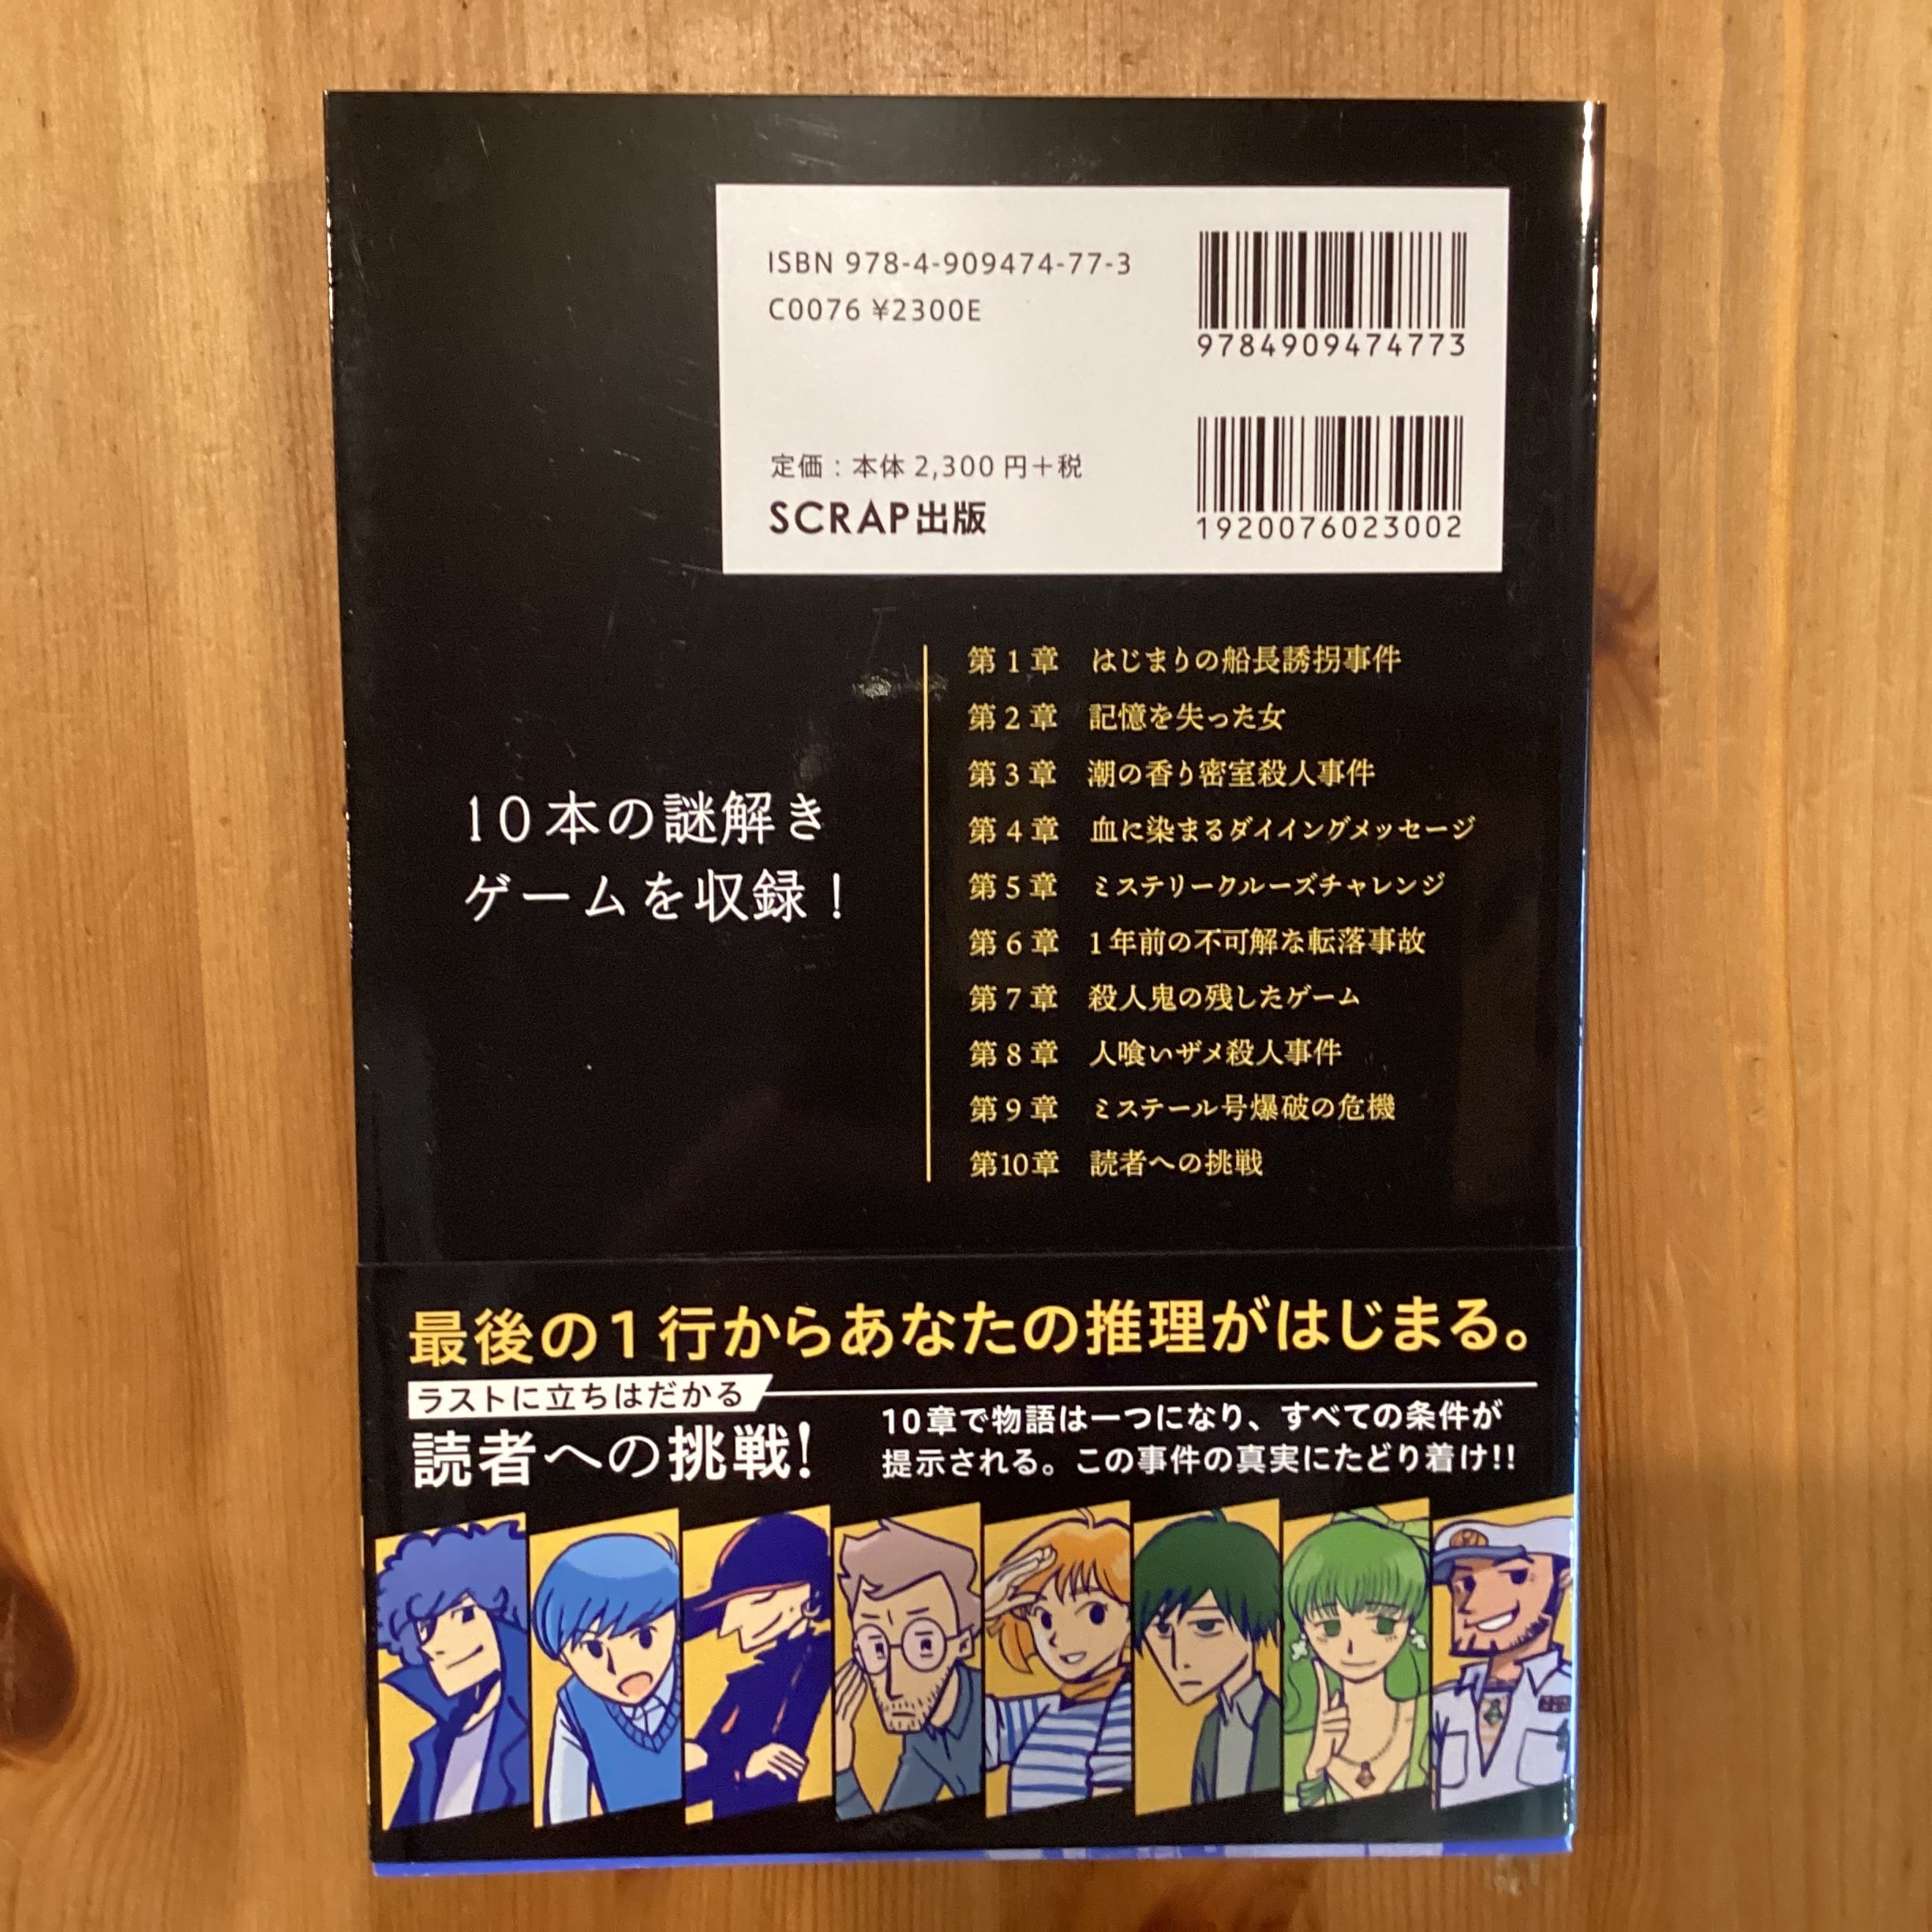 ISBN 978-4-909474-77-3
C0076 ¥2300E
9784909474773
定価：本体 2,300 円＋税
SCRAP出版
1920076023002
10本の謎解き
ゲームを収録！
第 1 章 はじまりの船長誘拐事件
第 2 章 記憶を失った女
第 3 章 潮の香り密室殺人事件
第 4 章 血に染まるダイイングメッセージ
第 5 章 ミステリークルーズチャレンジ
第 6 章 1年前の不可解な転落事故
第 7 章 殺人鬼の残したゲーム
第 8 章 人喰いザメ殺人事件
第 9 章 ミステール号爆破の危機
第10章 読者への挑戦
最後の1行からあなたの推理がはじまる。
ラストに立ちはだかる
読者への挑戦!
10章で物語は一つになり、すべての条件が
提示される。この事件の真実にたどり着け!!